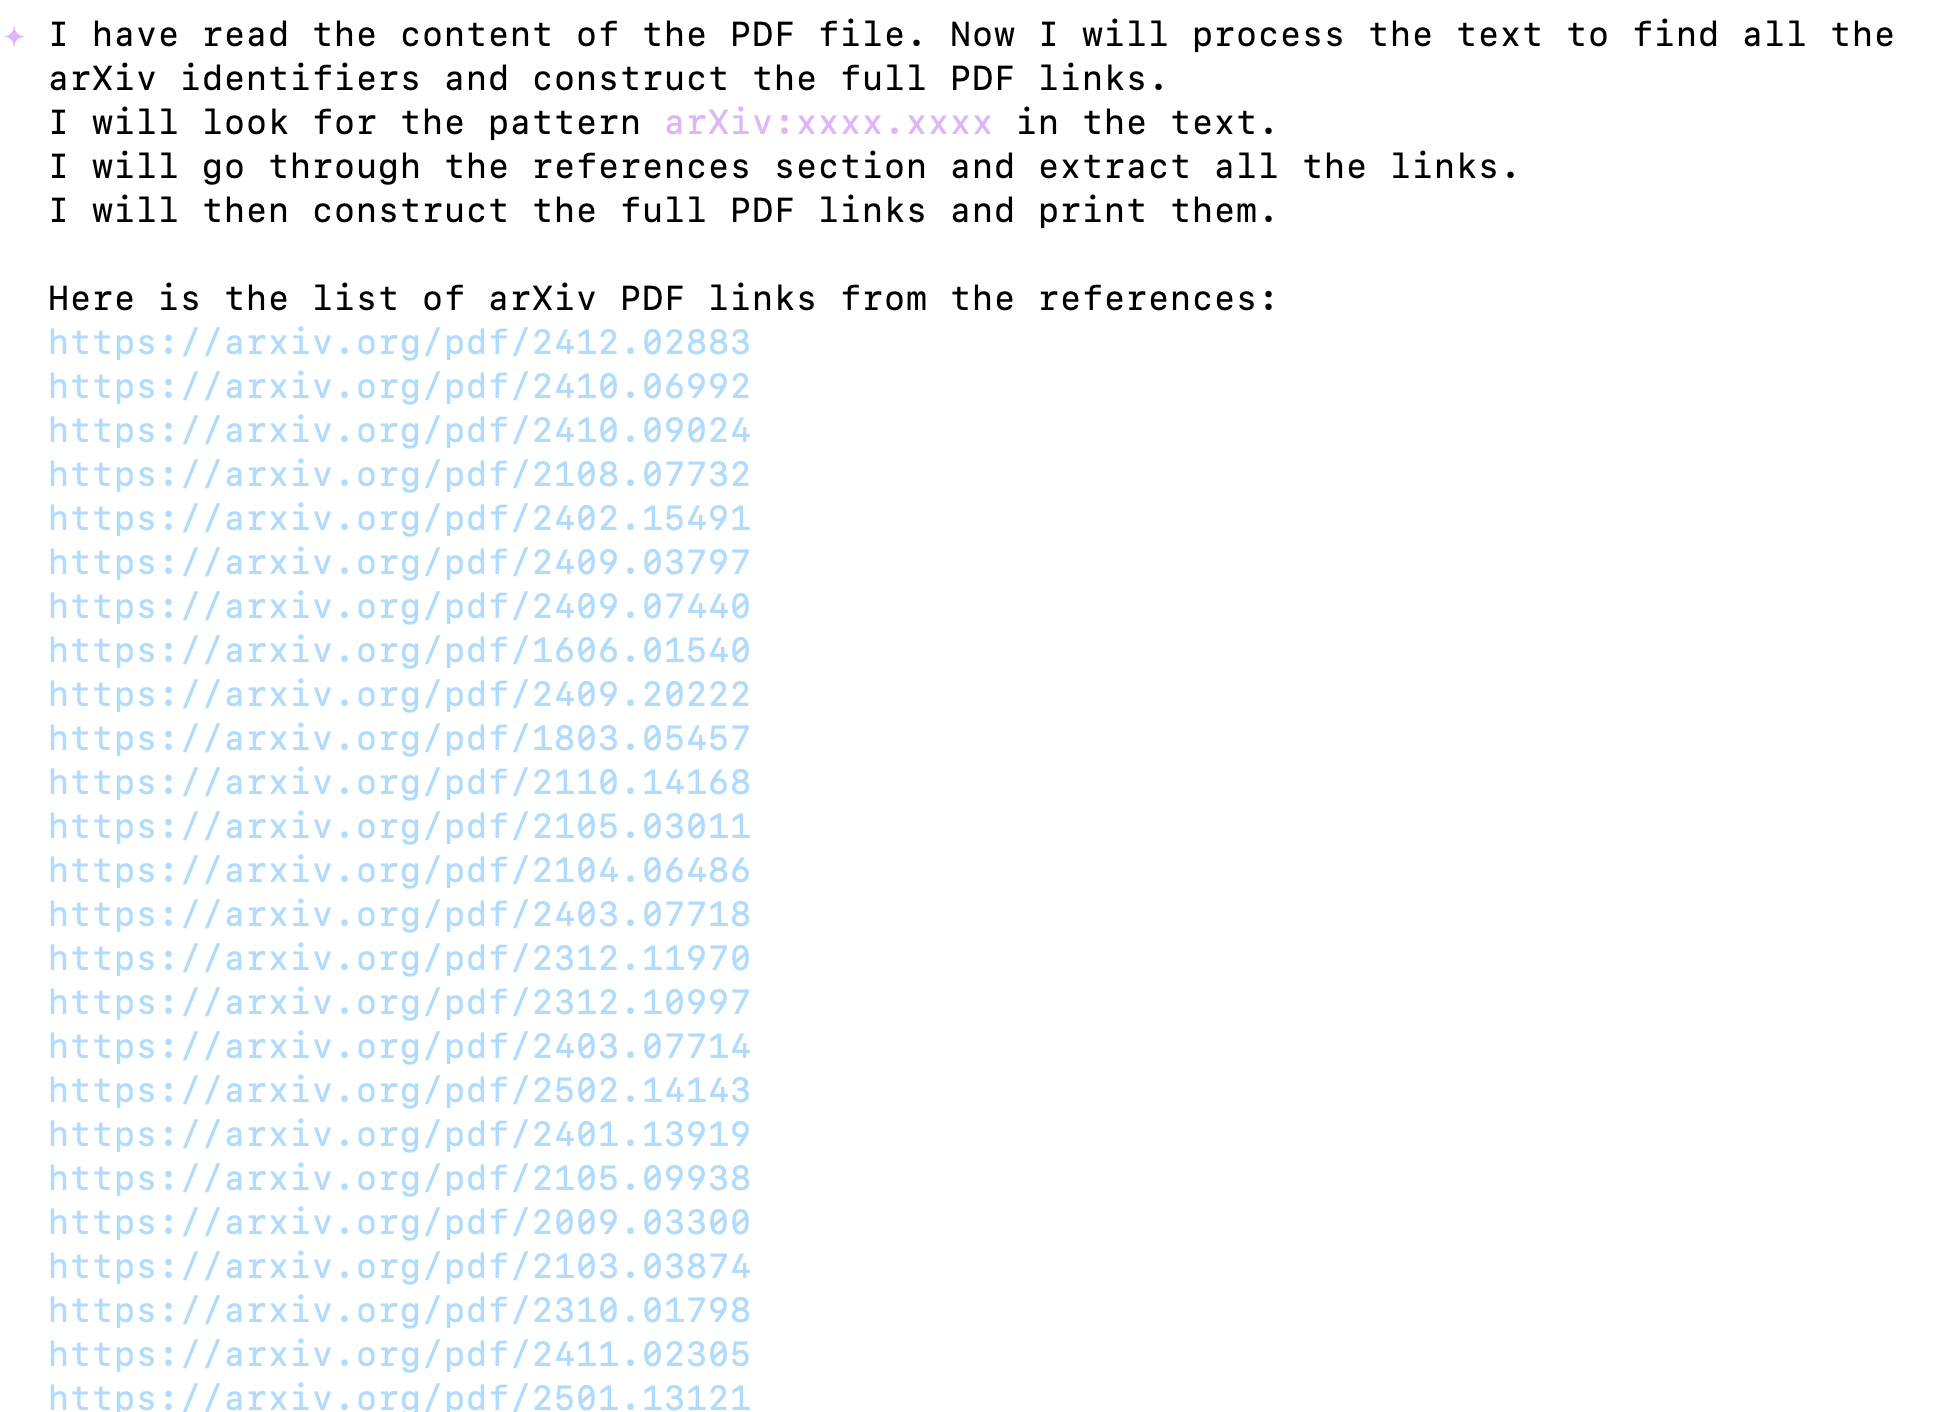 I have read the content of the PDF file. Now I will process the text to find all the
arXiv identifiers and construct the full PDF links.
I will look for the pattern arXiv:xxxx.xxxx in the text.
I will go through the references section and extract all the links.
I will then construct the full PDF links and print them.
Here is the list of arXiv PDF links from the references:
https://arxiv.org/pdf/2412.02883
https://arxiv.org/pdf/2410.06992
https://arxiv.org/pdf/2410.09024
https://arxiv.org/pdf/2108.07732
https://arxiv.org/pdf/2402.15491
https://arxiv.org/pdf/2409.03797
https://arxiv.org/pdf/2409.07440
https://arxiv.org/pdf/1606.01540
https://arxiv.org/pdf/2409.20222
https://arxiv.org/pdf/1803.05457
https://arxiv.org/pdf/2110.14168
https://arxiv.org/pdf/2105.03011
https://arxiv.org/pdf/2104.06486
https://arxiv.org/pdf/2403.07718
https://arxiv.org/pdf/2312.11970
https://arxiv.org/pdf/2312.10997
https://arxiv.org/pdf/2403.07714
https://arxiv.org/pdf/2502.14143
https://arxiv.org/pdf/2401.13919
https://arxiv.org/pdf/2105.09938
https://arxiv.org/pdf/2009.03300
https://arxiv.org/pdf/2103.03874
https://arxiv.org/pdf/2310.01798
https://arxiv.org/pdf/2411.02305
https://arxiv.org/pdf/2501.13121